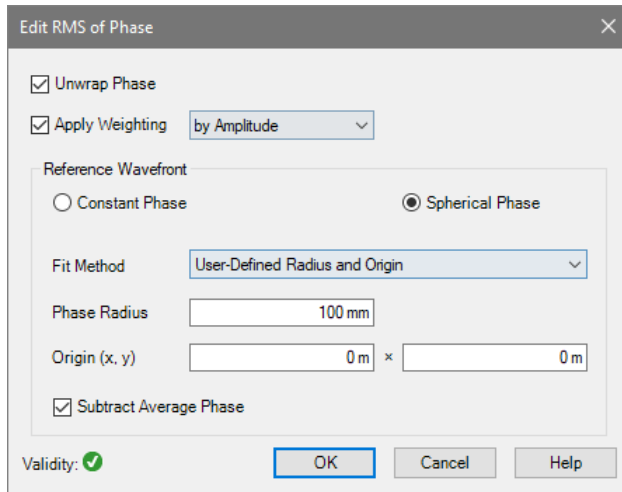 Edit RMS of Phase
Unwrap Phase
Apply Weighting by Amplitude
Reference Wavefront
Constant Phase Spherical Phase
Fit Method User-Defined Radius and Origin
Phase Radius 100 mm
Origin (x, y) 0 m × 0 m
Subtract Average Phase
Validity: OK Cancel Help